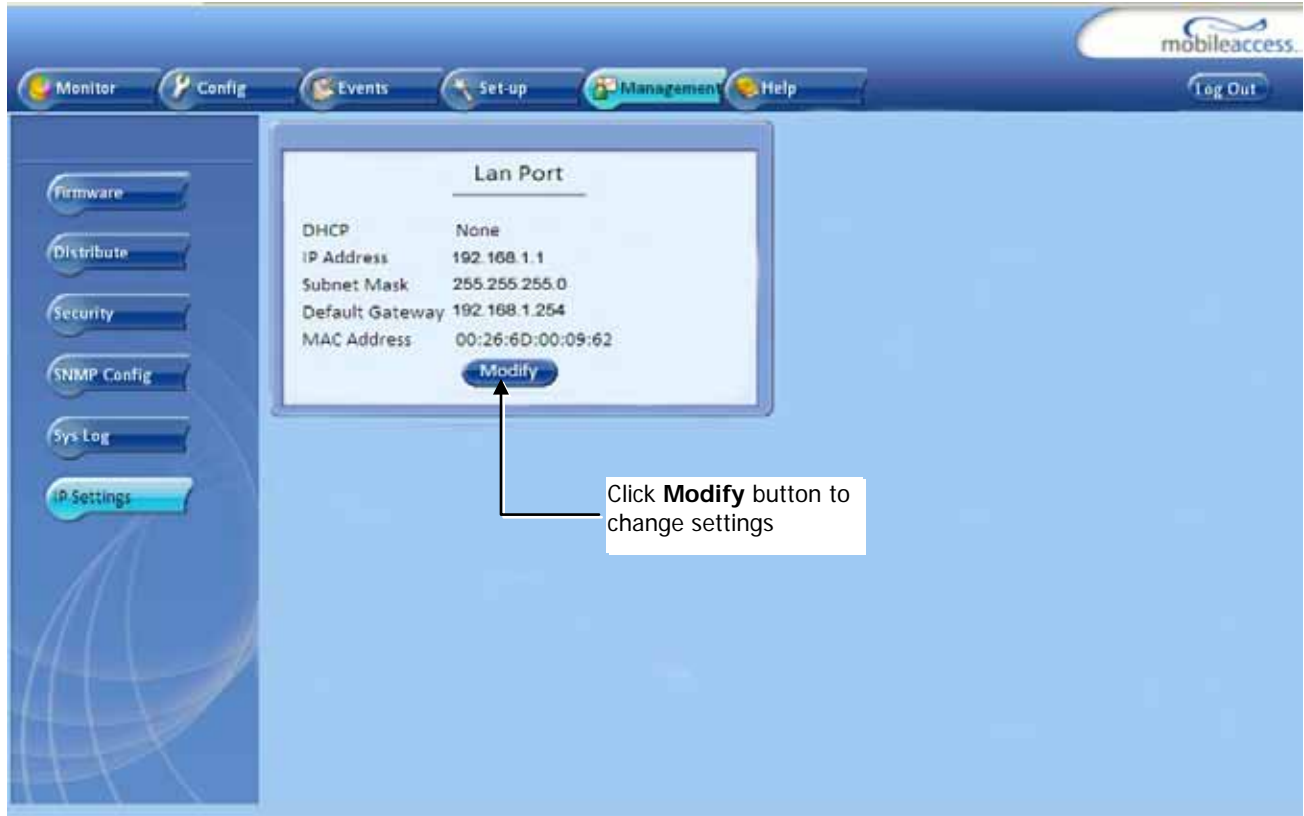 mobileaccess
Monitor Config Events Set-up Management Help Log Out
Firmware
Distribute
Security
SNMP Config
Sys Log
IP Settings
Lan Port
DHCP None
IP Address 192.168.1.1
Subnet Mask 255.255.255.0
Default Gateway 192.168.1.254
MAC Address 00:26:6D:00:09:62
Modify
Click Modify button to
change settings